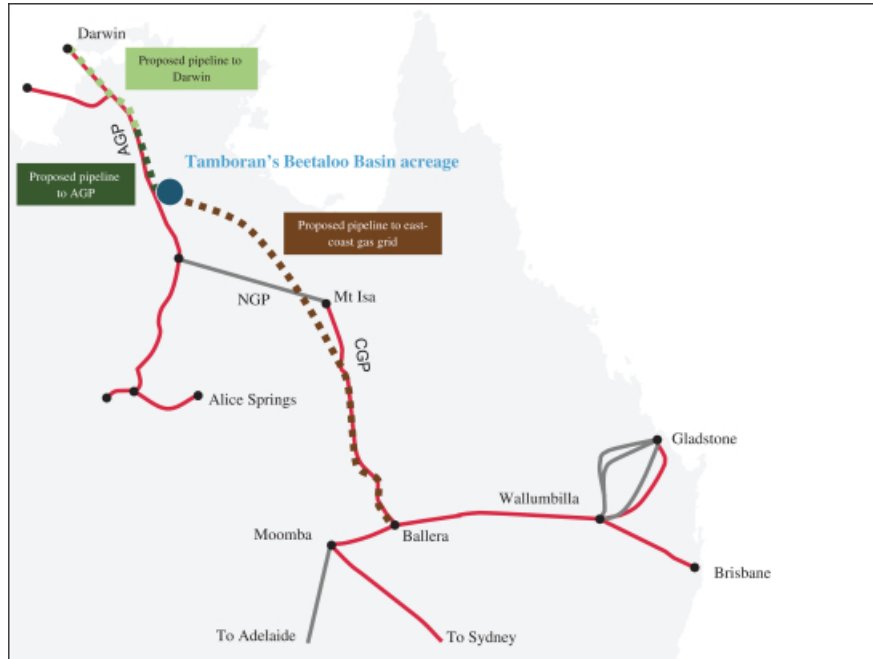 Darwin
Proposed pipeline to
Darwin
AGP
Tamboran's Beetaloo Basin acreage
Proposed pipeline
to AGP
Proposed pipeline to east-
coast gas grid
NGP
Mt Isa
CGP
Alice Springs
Gladstone
Wallumbilla
Moomba
Ballera
Brisbane
To Adelaide
To Sydney